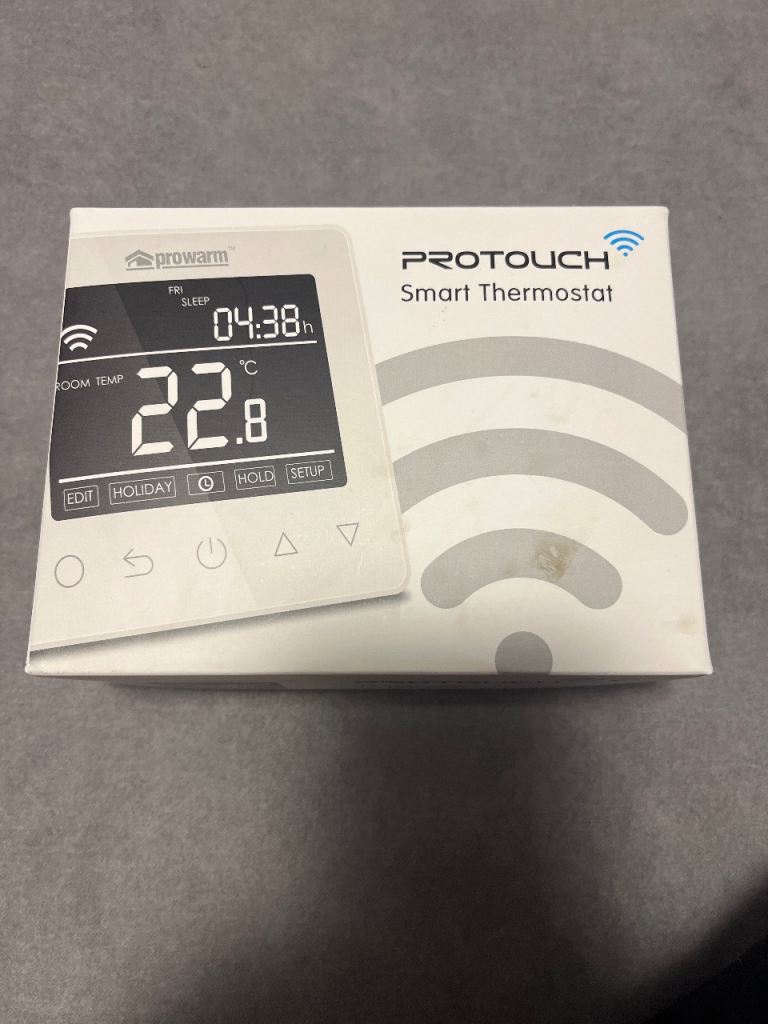 prowarm™
FRI
SLEEP
04:38h
ROOM TEMP
22.8 °C
EDIT HOLIDAY HOLD SETUP
PROTOUCH
Smart Thermostat